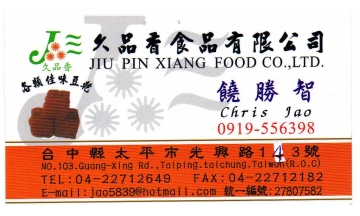 久品香食品有限公司
JIU PIN XIANG FOOD CO.,LTD.
久品香
各類佳味豆乾
饒勝智
Chris Jao
0919-556398
台中縣太平市光興路143號
NO.103.Guang-Xing Rd.,Taiping.taichung.Taiwan(R.O.C)
TEL:04-22712649 FAX:04-22712182
E-mail:jao5839@hotmail.com 統一編號:27807582